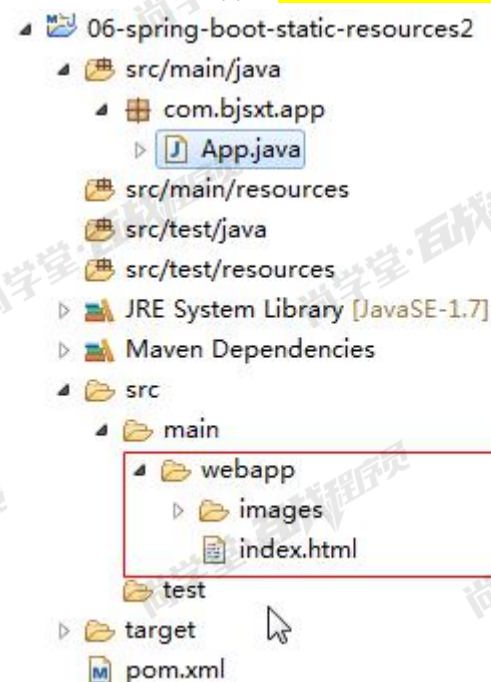 06-spring-boot-static-resources2
src/main/java
com.bjsxt.app
App.java
src/main/resources
src/test/java
src/test/resources
JRE System Library [JavaSE-1.7]
Maven Dependencies
src
main
webapp
images
index.html
test
target
pom.xml